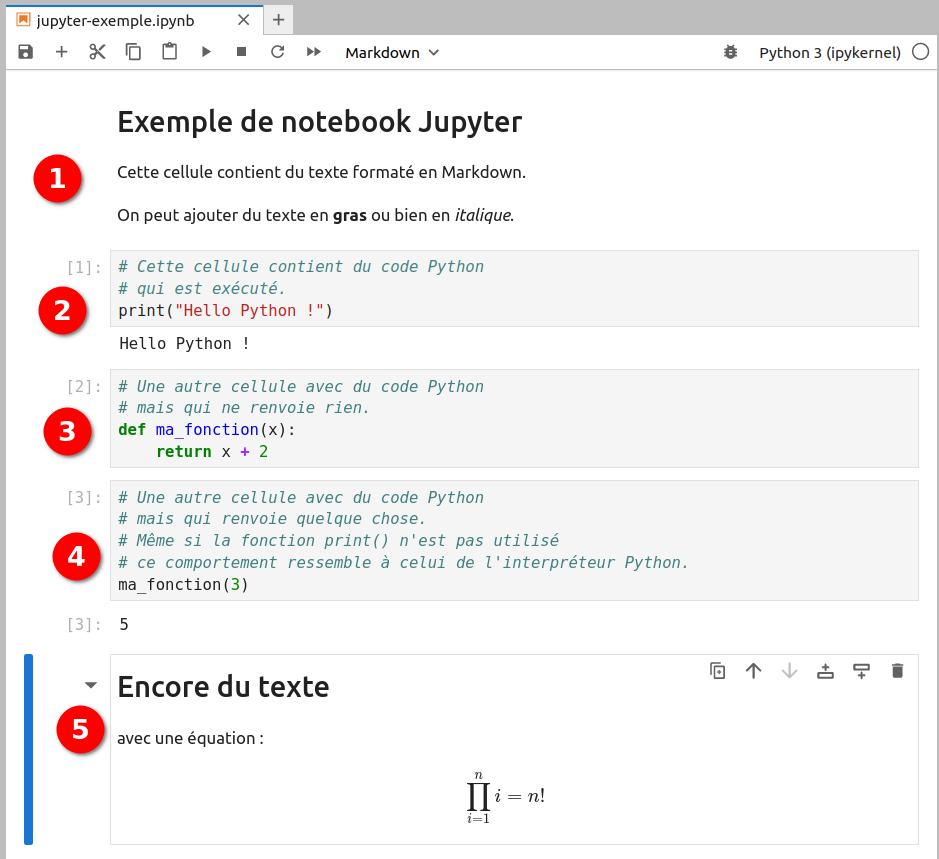 jupyter-exemple.ipynb
Markdown
Python 3 (ipykernel)
Exemple de notebook Jupyter
1
Cette cellule contient du texte formaté en Markdown.
On peut ajouter du texte en gras ou bien en italique.
[1]: # Cette cellule contient du code Python
# qui est exécuté.
2
print("Hello Python !")
Hello Python !
[2]: # Une autre cellule avec du code Python
# mais qui ne renvoie rien.
3
def ma_fonction(x):
    return x + 2
[3]: # Une autre cellule avec du code Python
# mais qui renvoie quelque chose.
# Même si la fonction print() n'est pas utilisé
4
# ce comportement ressemble à celui de l'interpréteur Python.
ma_fonction(3)
[3]: 5
Encore du texte
5
avec une équation :
n
∏ i = n!
i=1